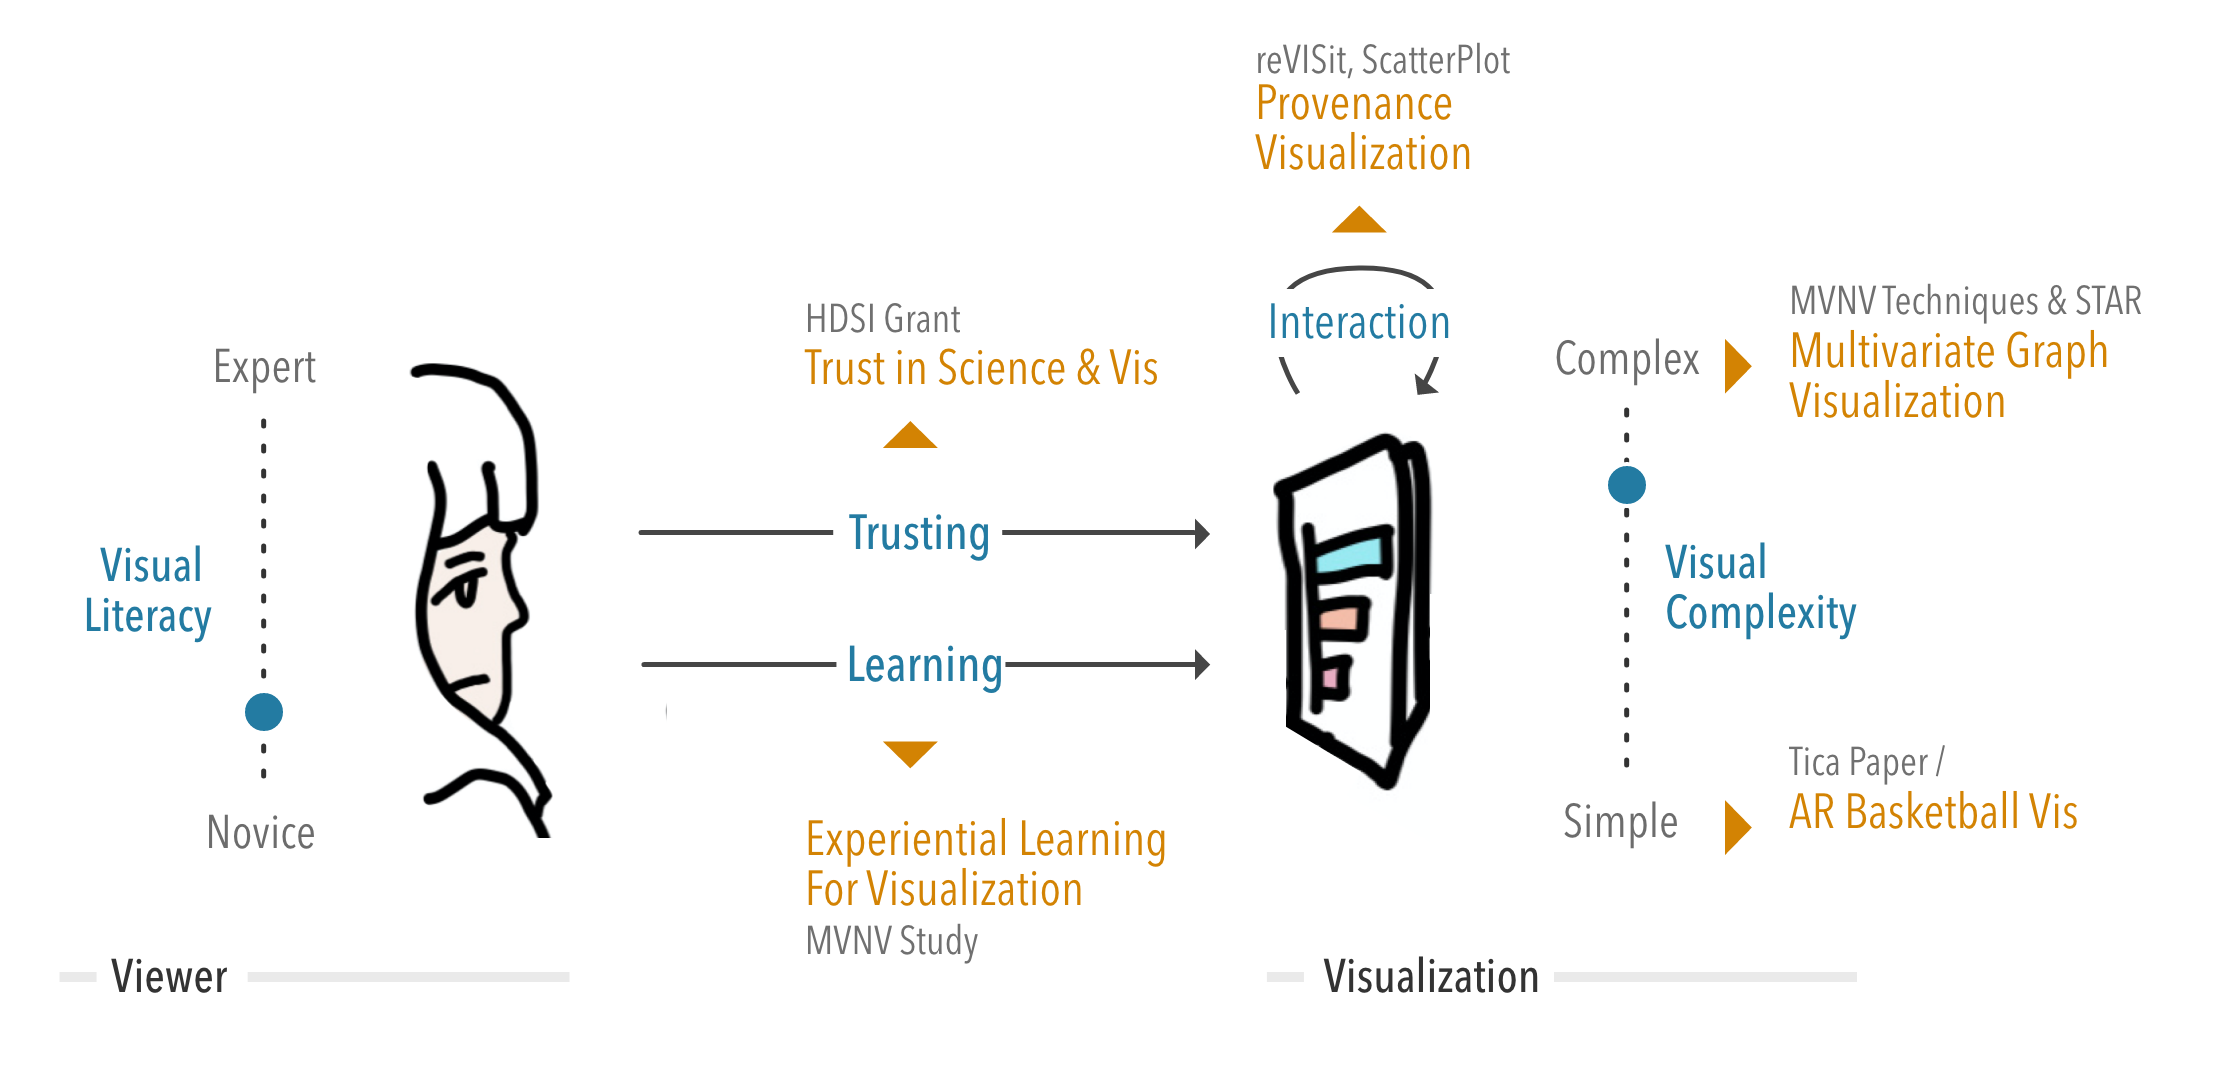 reVISit, ScatterPlot
Provenance
Visualization
Interaction
HDSI Grant
Trust in Science & Vis
Trusting
Learning
Experiential Learning
For Visualization
MVNV Study
Expert
Visual
Literacy
Novice
Viewer
MVNV Techniques & STAR
Multivariate Graph
Visualization
Complex
Visual
Complexity
Simple
Tica Paper /
AR Basketball Vis
Visualization